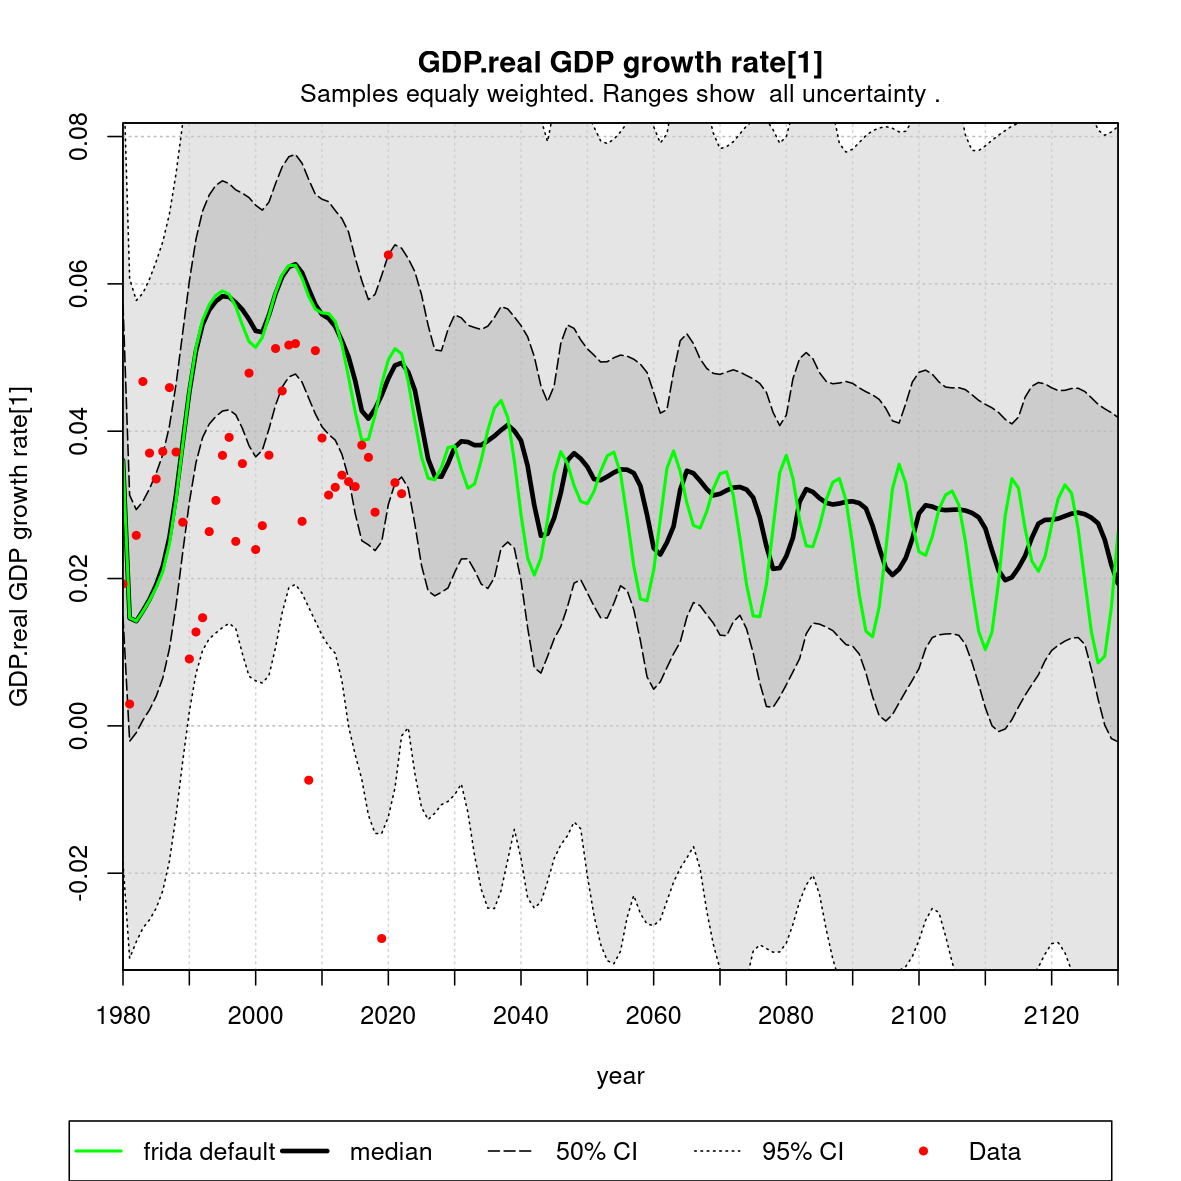 GDP.real GDP growth rate[1]
Samples equaly weighted. Ranges show  all uncertainty .
GDP.real GDP growth rate[1]
0.08
0.06
0.04
0.02
0.00
-0.02
1980 2000 2020 2040 2060 2080 2100 2120
year
frida default median 50% CI 95% CI Data